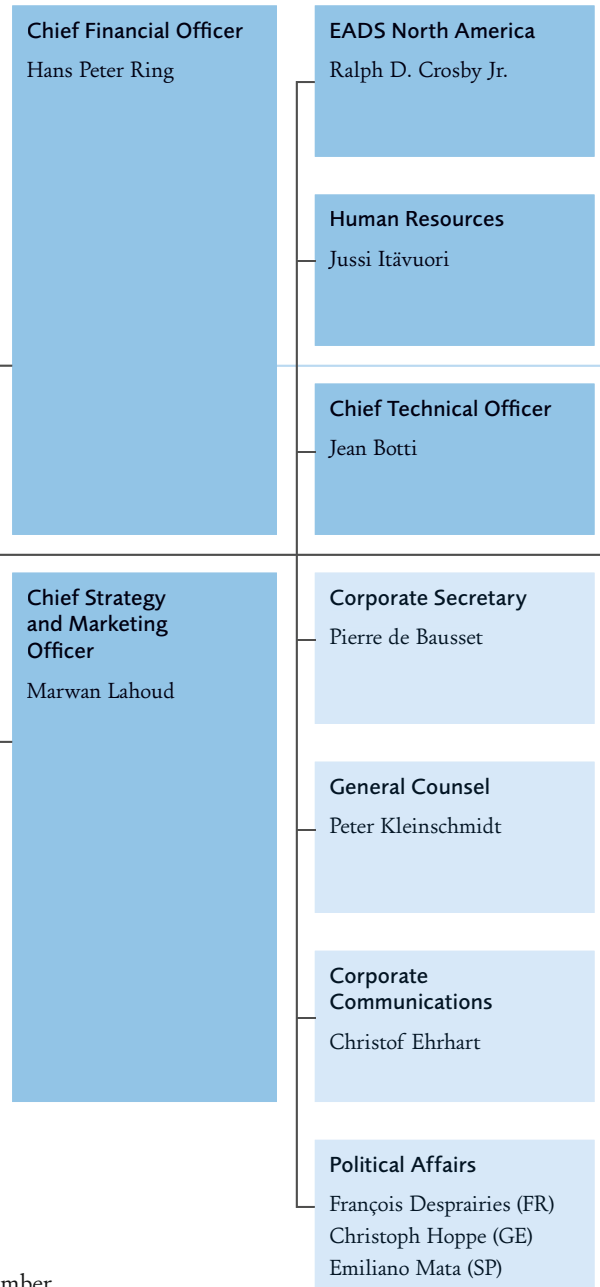 Chief Financial Officer
Hans Peter Ring
EADS North America
Ralph D. Crosby Jr.
Human Resources
Jussi Itävuori
Chief Technical Officer
Jean Botti
Chief Strategy
and Marketing
Officer
Marwan Lahoud
Corporate Secretary
Pierre de Bausset
General Counsel
Peter Kleinschmidt
Corporate
Communications
Christof Ehrhart
Political Affairs
François Desprairies (FR)
Christoph Hoppe (GE)
Emiliano Mata (SP)